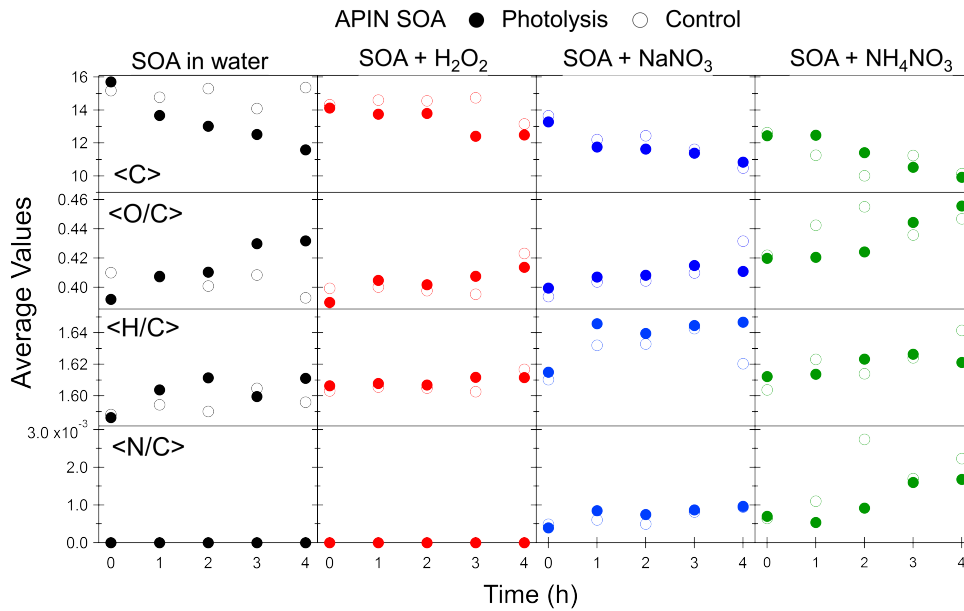 APIN SOA ● Photolysis ○ Control
SOA in water SOA + H₂O₂ SOA + NaNO₃ SOA + NH₄NO₃
Average Values
16
14
12
10
<C>
0.46
0.44
0.42
0.40
<O/C>
1.64
1.62
1.60
<H/C>
3.0 x10⁻³
2.0
1.0
0.0
<N/C>
0 1 2 3 4 0 1 2 3 4 0 1 2 3 4 0 1 2 3 4
Time (h)